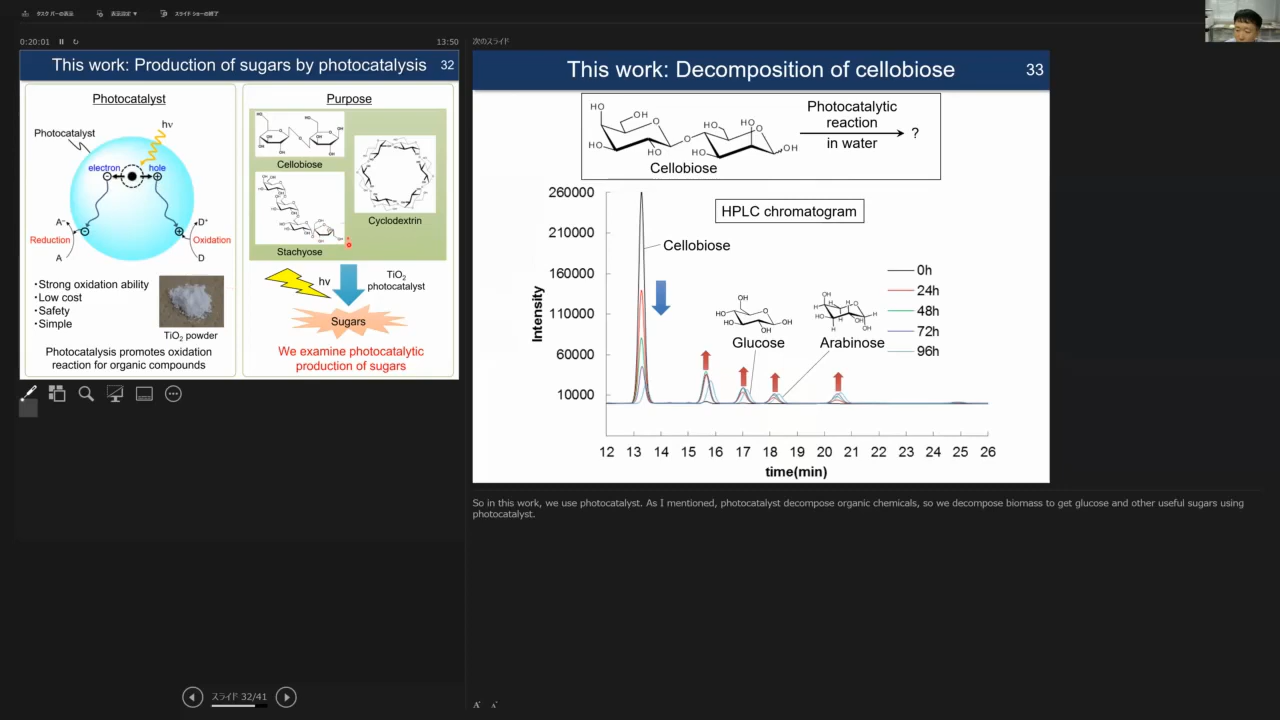 タスク バーの表示 表示設定 ▼ スライド ショーの終了
0:20:01
13:50
This work: Production of sugars by photocatalysis 32
Photocatalyst
Photocatalyst
hν
electron
hole
A⁻
D⁺
Reduction
Oxidation
A
D
・Strong oxidation ability
・Low cost
・Safety
・Simple
TiO₂ powder
Photocatalysis promotes oxidation
reaction for organic compounds
Purpose
Cellobiose
Cyclodextrin
Stachyose
hν
TiO₂
photocatalyst
Sugars
We examine photocatalytic
production of sugars
スライド 32/41
次のスライド
This work: Decomposition of cellobiose 33
HO
OH
O
HO
HO
O
HO
HO
HO
O
OH
Cellobiose
Photocatalytic
reaction
in water
?
HPLC chromatogram
Intensity
260000
210000
160000
110000
60000
10000
Cellobiose
Glucose
Arabinose
0h
24h
48h
72h
96h
12 13 14 15 16 17 18 19 20 21 22 23 24 25 26
time(min)
So in this work, we use photocatalyst. As I mentioned, photocatalyst decompose organic chemicals, so we decompose biomass to get glucose and other useful sugars using
photocatalyst.
A A